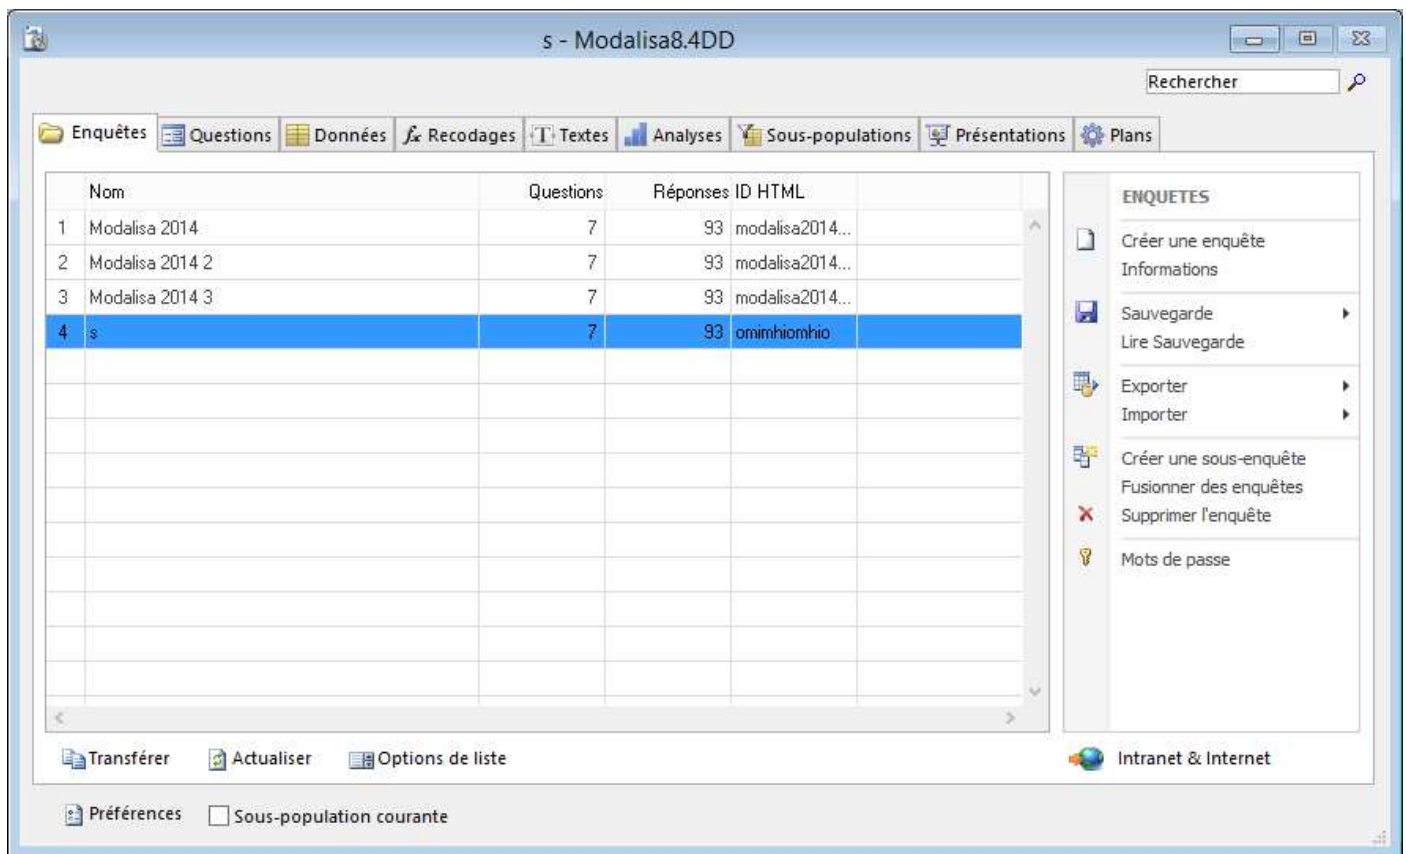 s - Modalisa8.4DD
Rechercher
Enquêtes Questions Données fx Recodages T Textes Analyses Sous-populations Présentations Plans
Nom Questions Réponses ID HTML
1 Modalisa 2014 7 93 modalisa2014...
2 Modalisa 2014 2 7 93 modalisa2014...
3 Modalisa 2014 3 7 93 modalisa2014...
4 s 7 93 omimhiomhio
ENQUETES
Créer une enquête
Informations
Sauvegarde
Lire Sauvegarde
Exporter
Importer
Créer une sous-enquête
Fusionner des enquêtes
Supprimer l'enquête
Mots de passe
Transférer Actualiser Options de liste Intranet & Internet
Préférences Sous-population courante